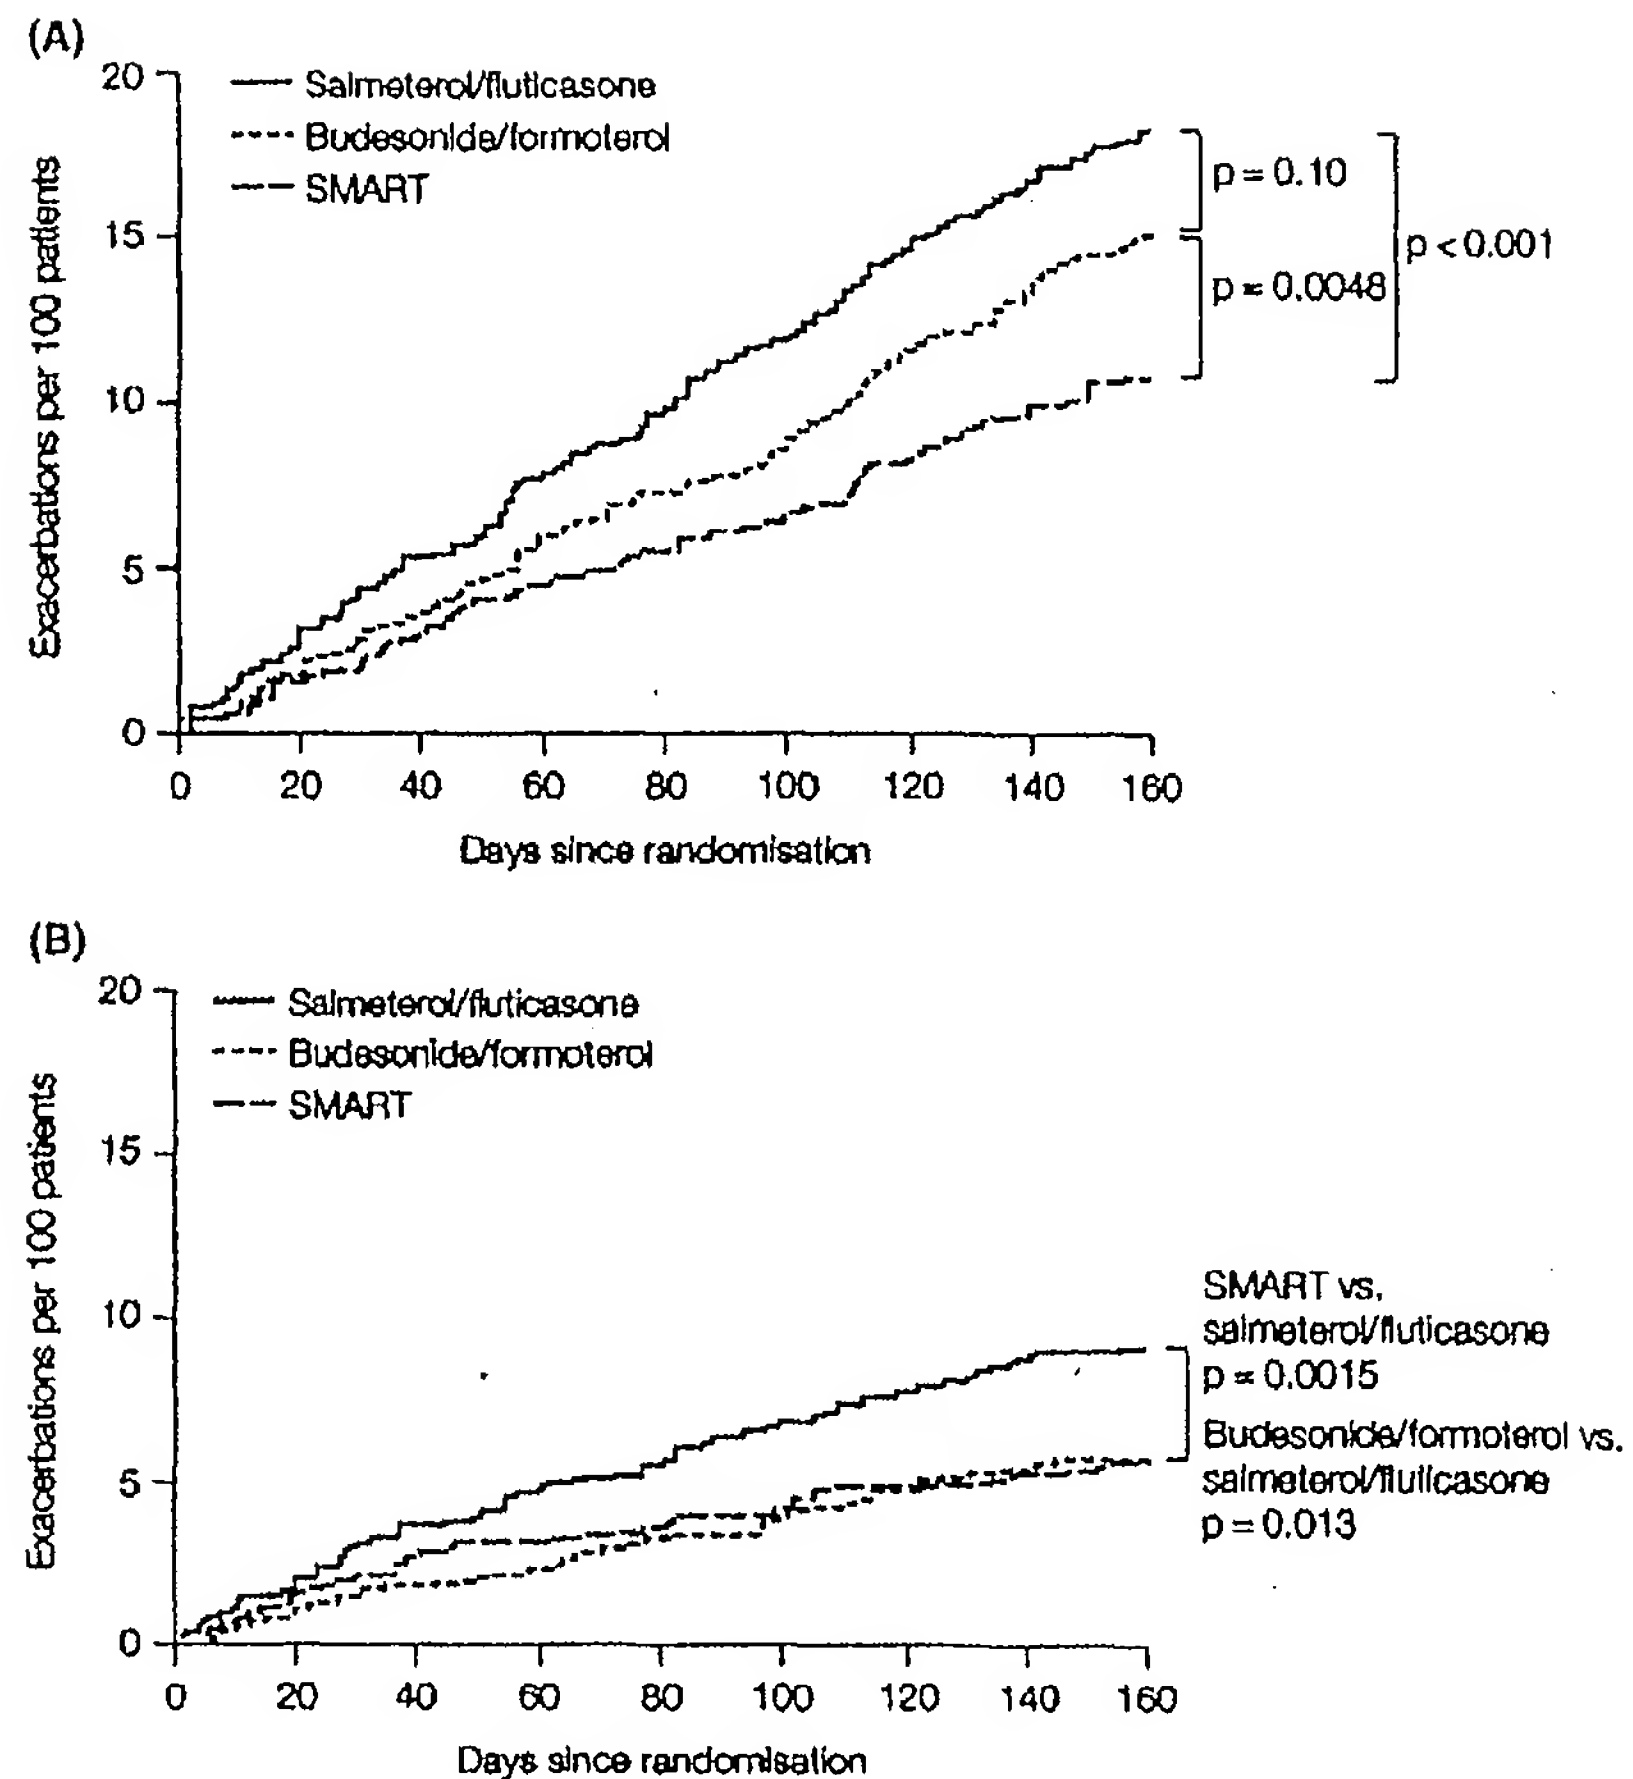 (A)
Exacerbations per 100 patients
20
15
10
5
0
Salmeterol/fluticasone
Budesonide/formoterol
SMART
p = 0.10
p = 0.0048
p < 0.001
0 20 40 60 80 100 120 140 160
Days since randomisation
(B)
Exacerbations per 100 patients
20
15
10
5
0
Salmeterol/fluticasone
Budesonide/formoterol
SMART
SMART vs.
salmeterol/fluticasone
p = 0.0015
Budesonide/formoterol vs.
salmeterol/fluticasone
p = 0.013
0 20 40 60 80 100 120 140 160
Days since randomisation